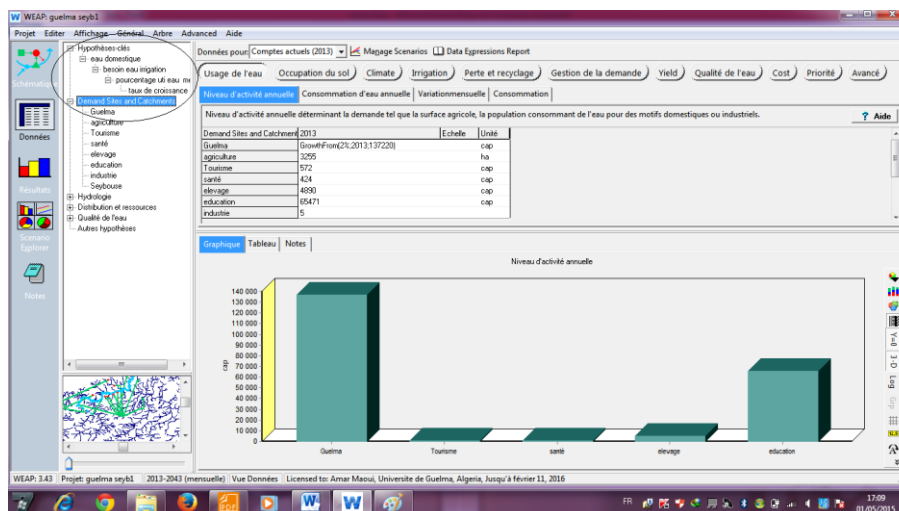 WEAP: guelma seyb1
Projet Editer Affichage Général Arbre Advanced Aide
Schématique
Données
Résultats
Scenario
Explorer
Notes
Hypothèses-clés
eau domestique
besoin eau irigation
pourcentage uti eau me
taux de croissance
Demand Sites and Catchments
Guelma
agriculture
Tourisme
santé
elevage
education
industrie
Seybouse
Hydrologie
Distribution et ressources
Qualité de l'eau
Autres hypothèses
Données pour: Comptes actuels (2013) Manage Scenarios Data Expressions Report
Usage de l'eau Occupation du sol Climate Irrigation Perte et recyclage Gestion de la demande Yield Qualité de l'eau Cost Priorité Avancé
Niveau d'activité annuelle Consommation d'eau annuelle Variationmensuelle Consommation
Niveau d'activité annuelle déterminant la demande tel que la surface agricole, la population consommant de l'eau pour des motifs domestiques ou industriels.
? Aide
Demand Sites and Catchment 2013 Echelle Unité
Guelma GrowthFrom(2%;2013;137220) cap
agriculture 3255 ha
Tourisme 572 cap
santé 424 cap
elevage 4890 cap
education 65471 cap
industrie 5
Graphique Tableau Notes
Niveau d'activité annuelle
140 000
130 000
120 000
110 000
100 000
90 000
80 000
70 000
60 000
50 000
40 000
30 000
20 000
10 000
0
cap
Guelma Tourisme santé elevage education
Y=0
3-D
Log
Grp
WEAP: 3.43 Projet: guelma seyb1 2013-2043 (mensuelle) Vue Données Licensed to: Amar Maoui, Universite de Guelma, Algeria, Jusqu'à février 11, 2016
FR
17:09
01/05/2015